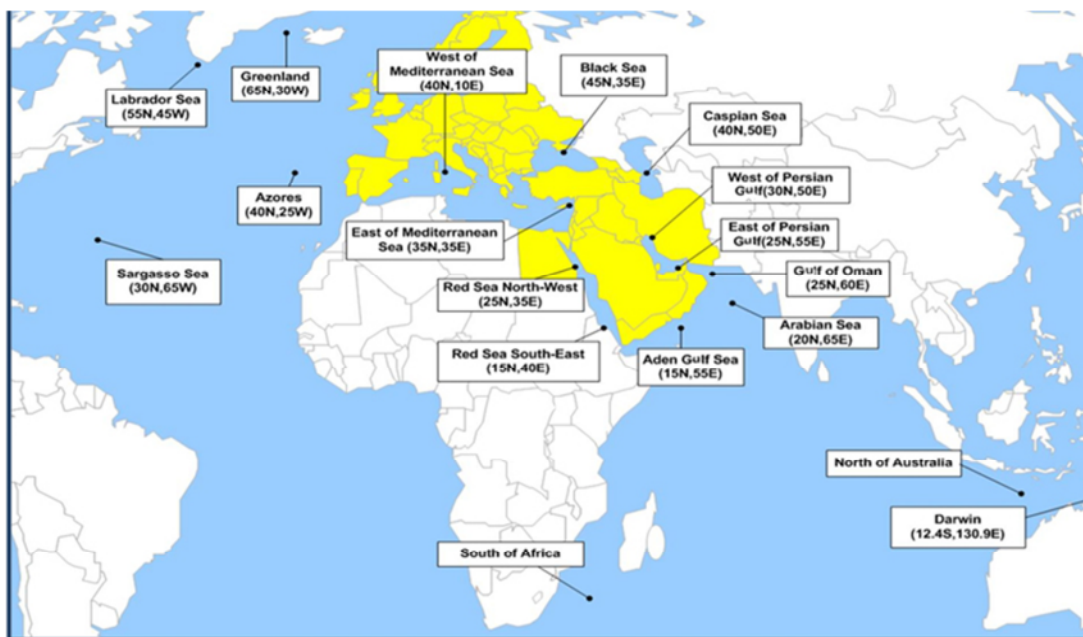 West of
Mediterranean Sea
(40N,10E)
Black Sea
(45N,35E)
Greenland
(65N,30W)
Labrador Sea
(55N,45W)
Caspian Sea
(40N,50E)
West of Persian
Gulf(30N,50E)
Azores
(40N,25W)
East of Mediterranean
Sea (35N,35E)
East of Persian
Gulf(25N,55E)
Sargasso Sea
(30N,65W)
Gulf of Oman
(25N,60E)
Red Sea North-West
(25N,35E)
Arabian Sea
(20N,65E)
Red Sea South-East
(15N,40E)
Aden Gulf Sea
(15N,55E)
North of Australia
Darwin
(12.4S,130.9E)
South of Africa